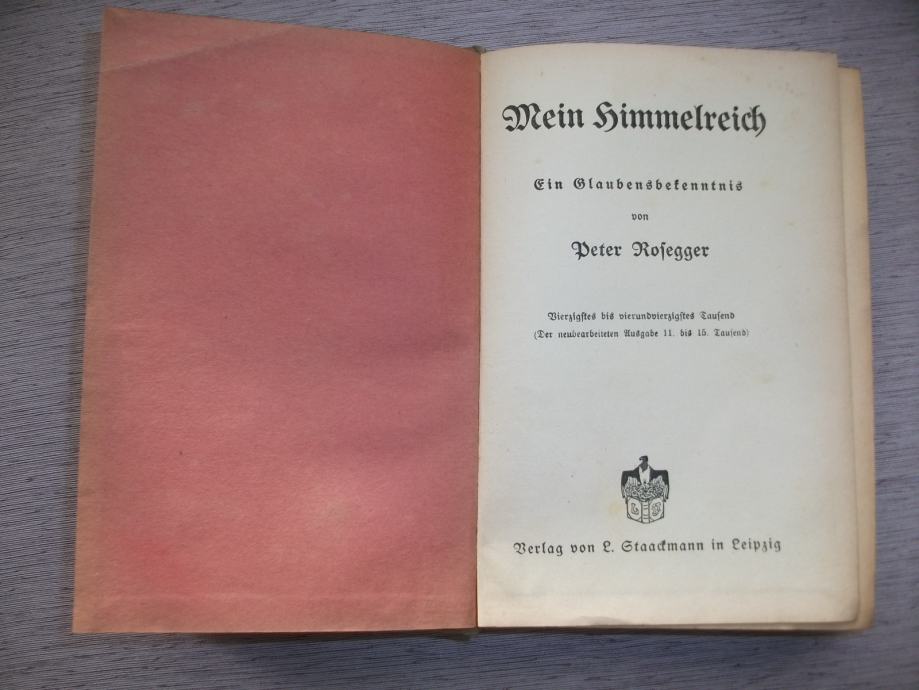 Mein Himmelreich
Ein Glaubensbekenntnis
von
Peter Rosegger
Vierzigstes bis vierundvierzigstes Tausend
(Der neubearbeiteten Ausgabe 11. bis 15. Tausend)
L S
Verlag von L. Staackmann in Leipzig